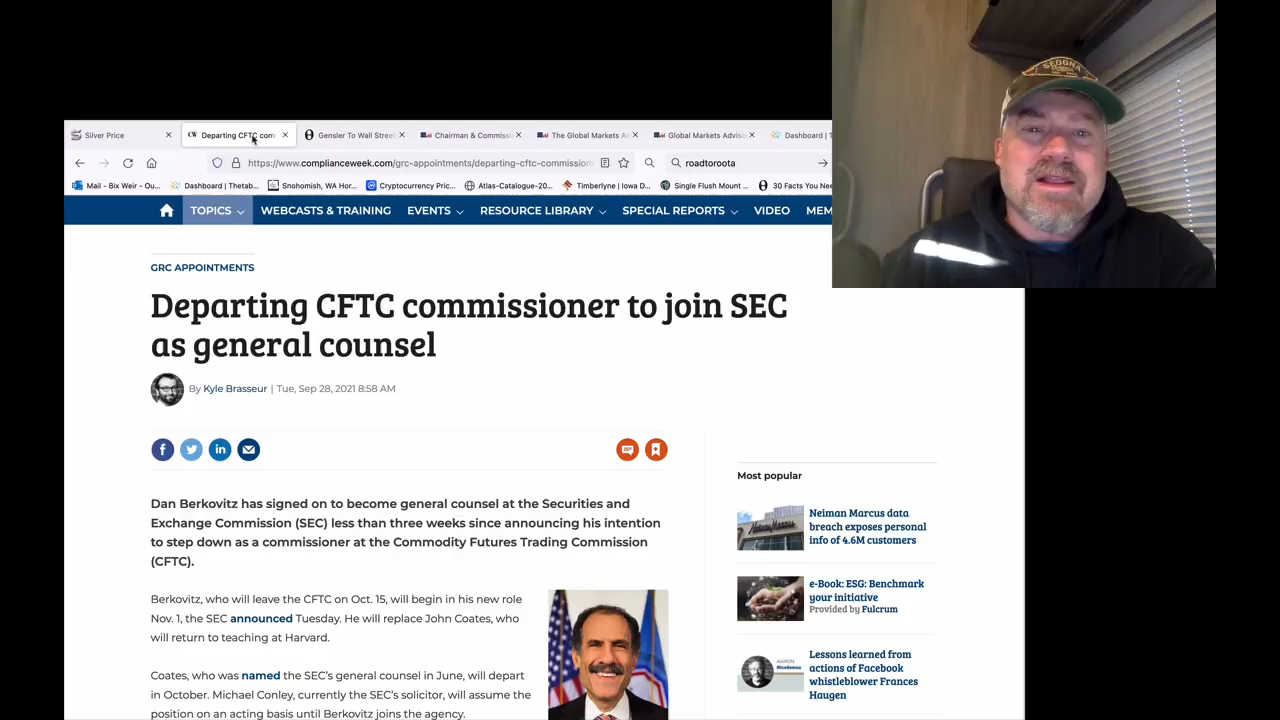 SEDONA
Silver Price
CW Departing CFTC com
Gensler To Wall Street
Chairman & Commissi
The Global Markets A
Global Markets Advis
Dashboard | T
https://www.complianceweek.com/grc-appointments/departing-cftc-commission
roadtoroota
Mail - Bix Weir - Ou...
Dashboard | Thetab...
Snohomish, WA Hor...
Cryptocurrency Pric...
Atlas-Catalogue-20...
Timberlyne | Iowa D...
Single Flush Mount ...
30 Facts You Nee
TOPICS
WEBCASTS & TRAINING
EVENTS
RESOURCE LIBRARY
SPECIAL REPORTS
VIDEO
MEM
GRC APPOINTMENTS
Departing CFTC commissioner to join SEC
as general counsel
By Kyle Brasseur | Tue, Sep 28, 2021 8:58 AM
Dan Berkovitz has signed on to become general counsel at the Securities and
Exchange Commission (SEC) less than three weeks since announcing his intention
to step down as a commissioner at the Commodity Futures Trading Commission
(CFTC).
Berkovitz, who will leave the CFTC on Oct. 15, will begin in his new role
Nov. 1, the SEC announced Tuesday. He will replace John Coates, who
will return to teaching at Harvard.
Coates, who was named the SEC's general counsel in June, will depart
in October. Michael Conley, currently the SEC's solicitor, will assume the
position on an acting basis until Berkovitz joins the agency.
Most popular
Neiman Marcus
Neiman Marcus data
breach exposes personal
info of 4.6M customers
e-Book: ESG: Benchmark
your initiative
Provided by Fulcrum
Lessons learned from
actions of Facebook
whistleblower Frances
Haugen